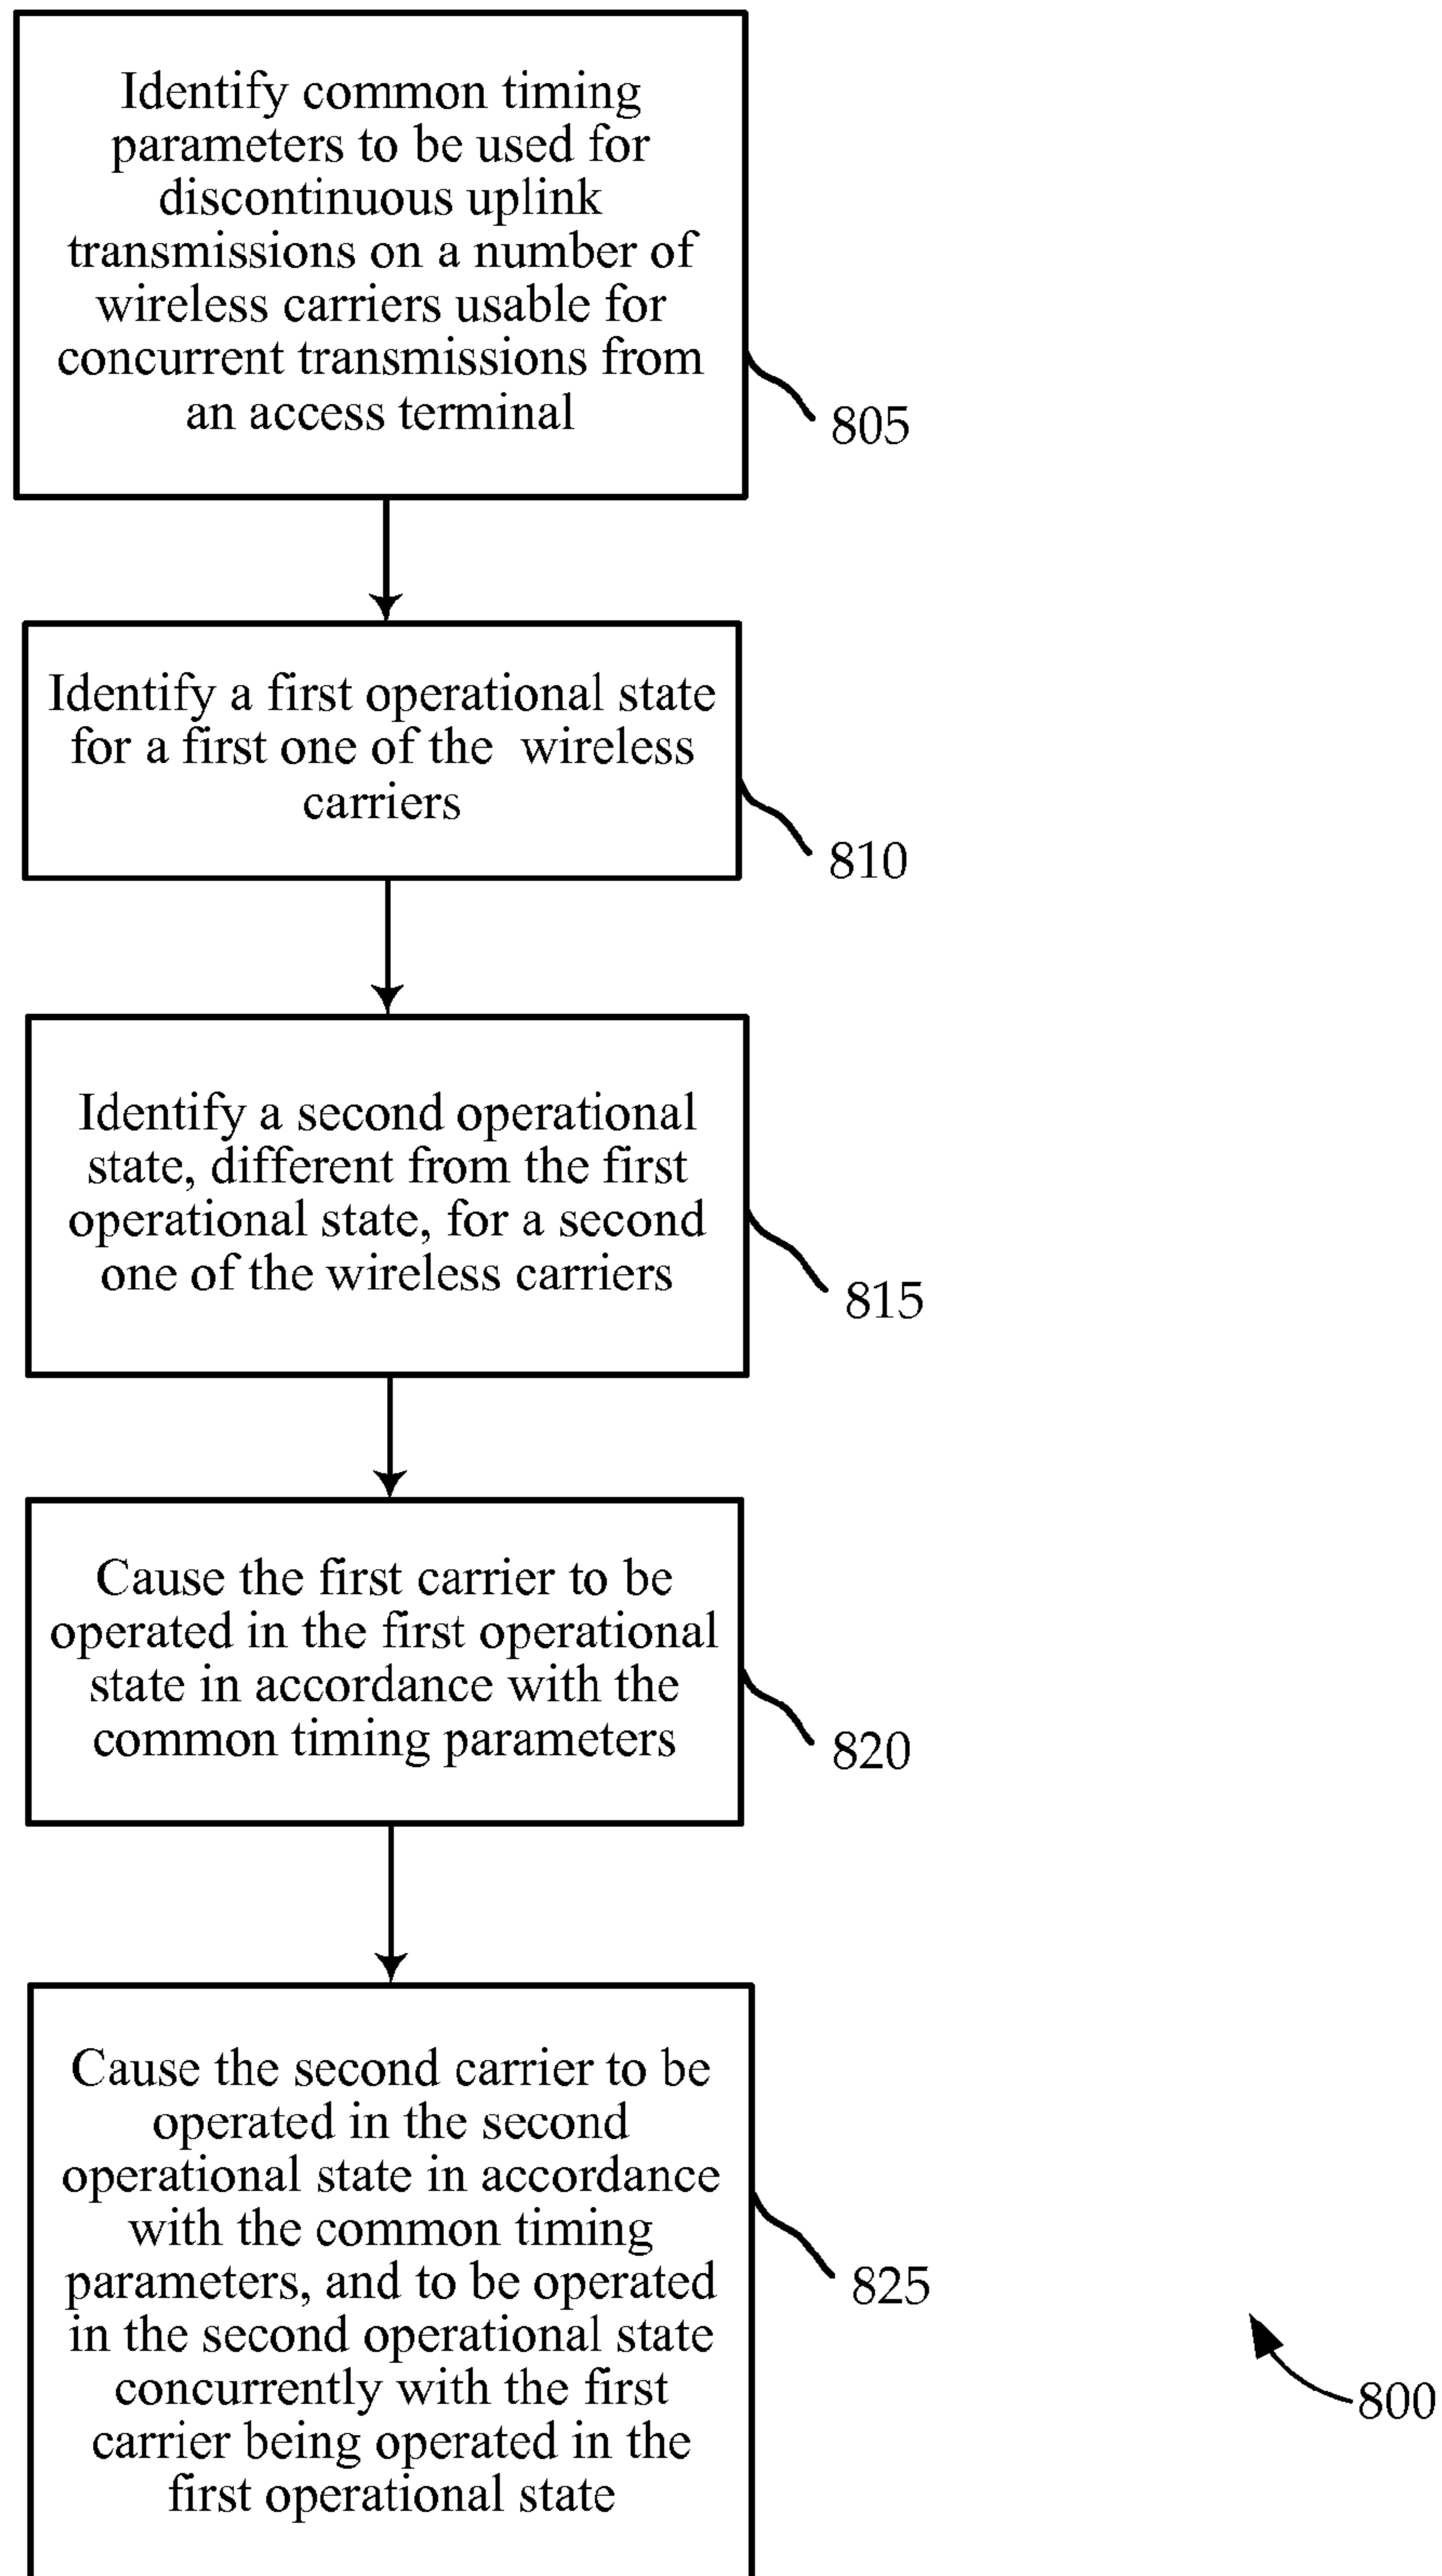 Identify common timing
parameters to be used for
discontinuous uplink
transmissions on a number of
wireless carriers usable for
concurrent transmissions from
an access terminal
805
Identify a first operational state
for a first one of the wireless
carriers
810
Identify a second operational
state, different from the first
operational state, for a second
one of the wireless carriers
815
Cause the first carrier to be
operated in the first operational
state in accordance with the
common timing parameters
820
Cause the second carrier to be
operated in the second
operational state in accordance
with the common timing
parameters, and to be operated
in the second operational state
concurrently with the first
carrier being operated in the
first operational state
825
800